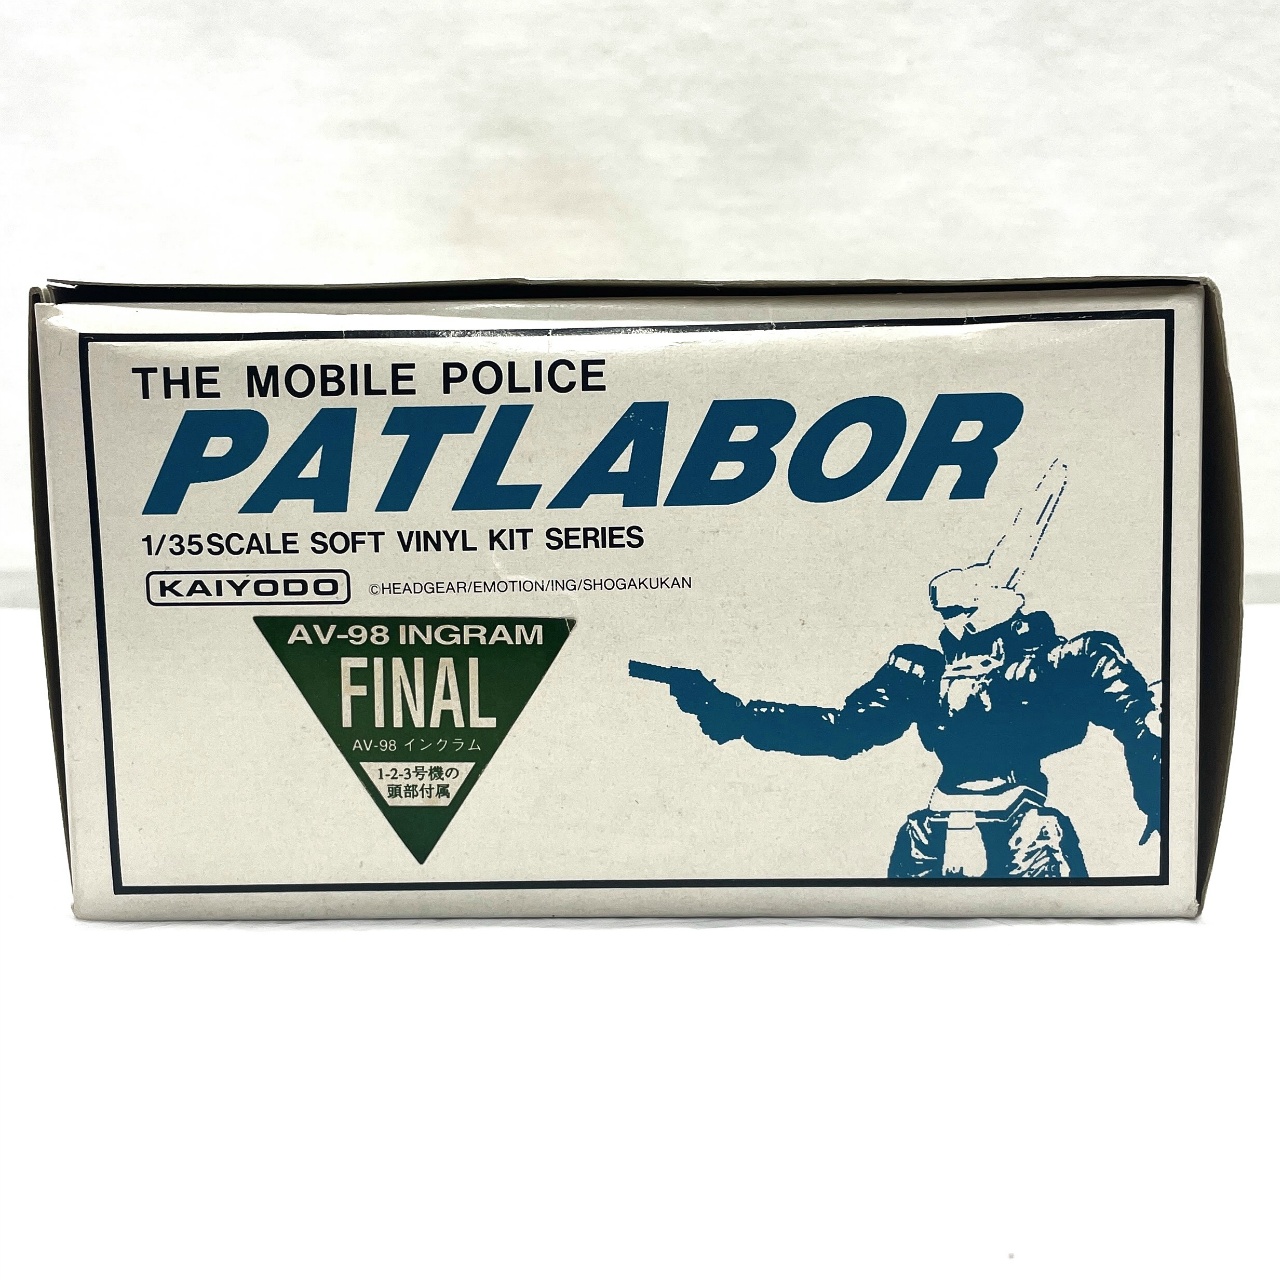 THE MOBILE POLICE
PATLABOR
1/35SCALE SOFT VINYL KIT SERIES
KAIYODO ©HEADGEAR/EMOTION/ING/SHOGAKUKAN
AV-98 INGRAM
FINAL
AV-98 イングラム
1-2-3号機の
頭部付属